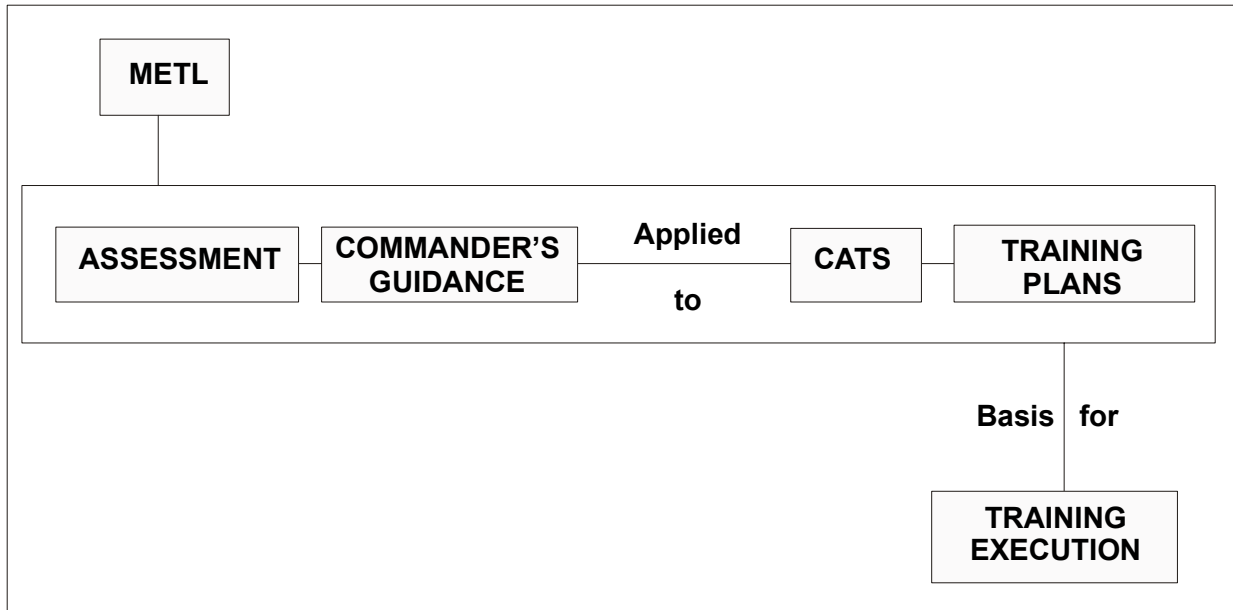 METL
ASSESSMENT
COMMANDER'S
GUIDANCE
Applied
to
CATS
TRAINING
PLANS
Basis for
TRAINING
EXECUTION